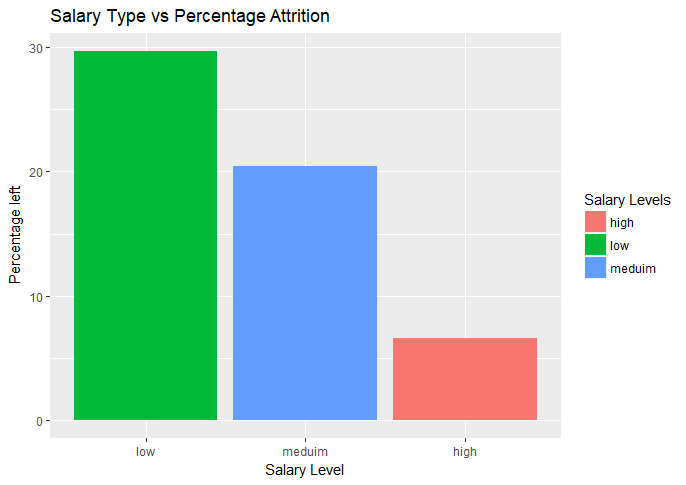 Salary Type vs Percentage Attrition
Percentage left
30
20
10
0
low
meduim
high
Salary Level
Salary Levels
high
low
meduim